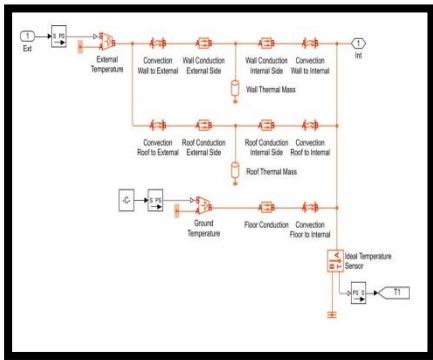 1
Ext
S PS
B
A
External
Temperature
A B
Convection
Wall to External
A B
Wall Conduction
External Side
A B
Wall Conduction
Internal Side
A B
Convection
Wall to Internal
1
Int
Wall Thermal Mass
A B
Convection
Roof to External
A B
Roof Conduction
External Side
A B
Roof Conduction
Internal Side
A B
Convection
Roof to Internal
Roof Thermal Mass
-C-
S PS
B
A
Ground
Temperature
A B
Floor Conduction
A B
Convection
Floor to Internal
B A
T
Ideal Temperature
Sensor
PS S
T1